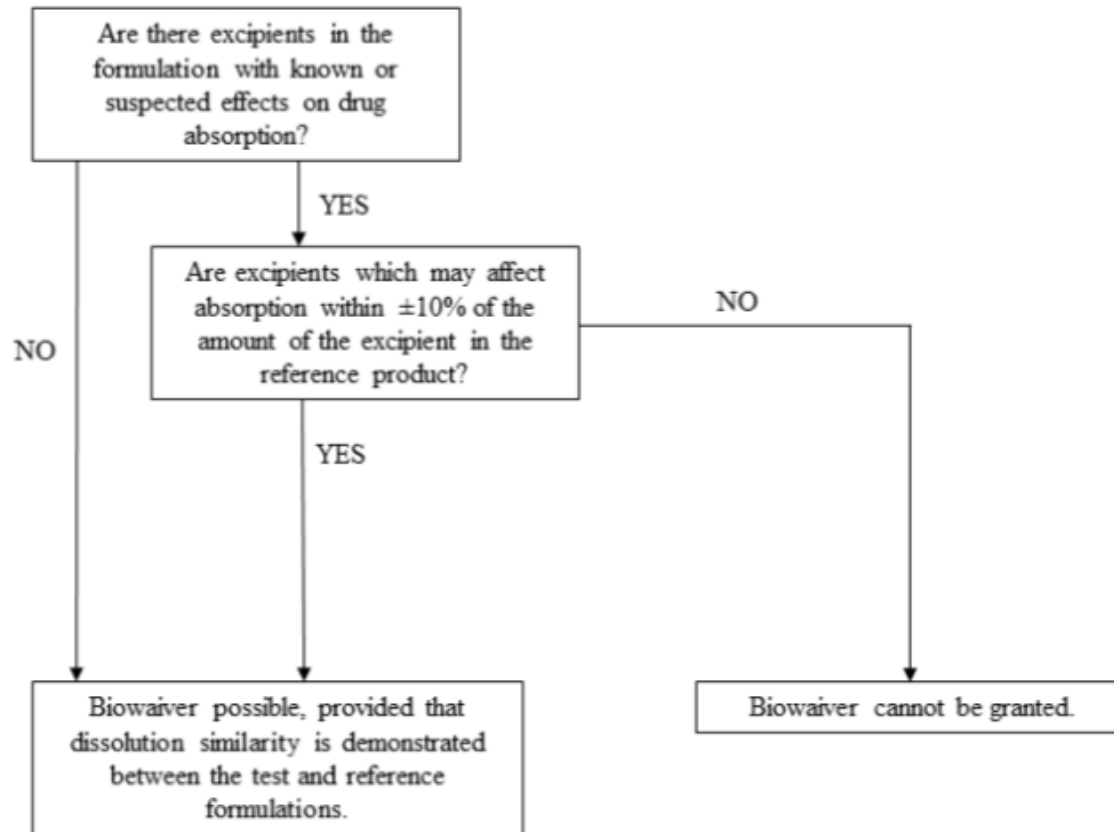 Are there excipients in the
formulation with known or
suspected effects on drug
absorption?
YES
Are excipients which may affect
absorption within ±10% of the
amount of the excipient in the
reference product?
NO
NO
YES
Biowaiver possible, provided that
dissolution similarity is demonstrated
between the test and reference
formulations.
Biowaiver cannot be granted.